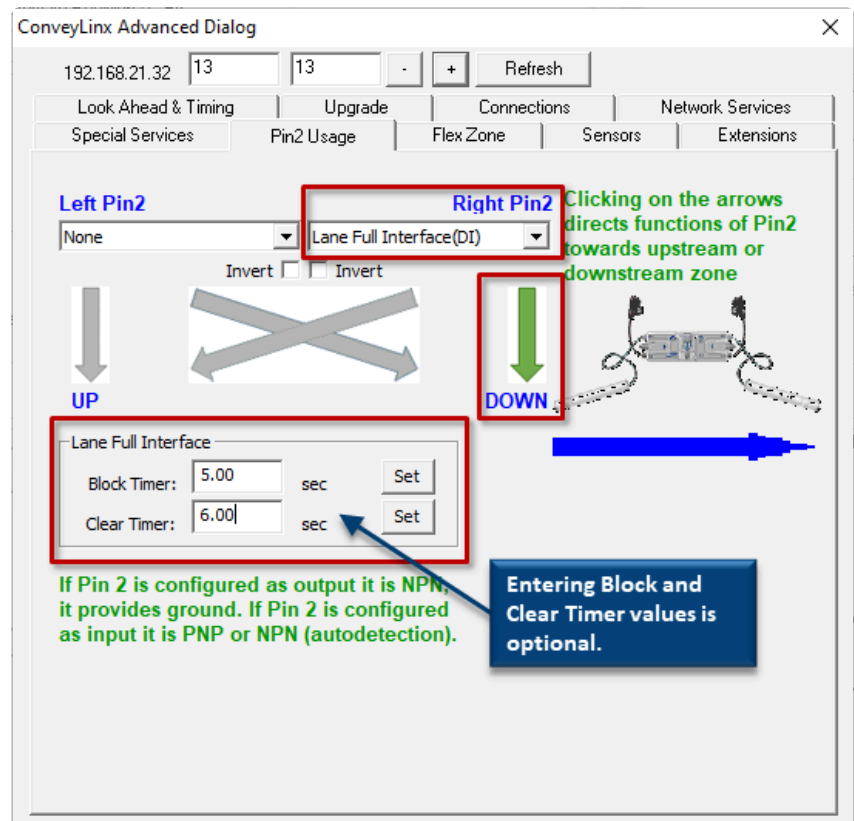 ConveyLinx Advanced Dialog
192.168.21.32 13 13 - + Refresh
Look Ahead & Timing Upgrade Connections Network Services
Special Services Pin2 Usage Flex Zone Sensors Extensions
Left Pin2 Right Pin2
None Lane Full Interface(DI)
Invert Invert
Clicking on the arrows
directs functions of Pin2
towards upstream or
downstream zone
UP DOWN
Lane Full Interface
Block Timer: 5.00 sec Set
Clear Timer: 6.00 sec Set
If Pin 2 is configured as output it is NPN,
it provides ground. If Pin 2 is configured
as input it is PNP or NPN (autodetection).
Entering Block and
Clear Timer values is
optional.